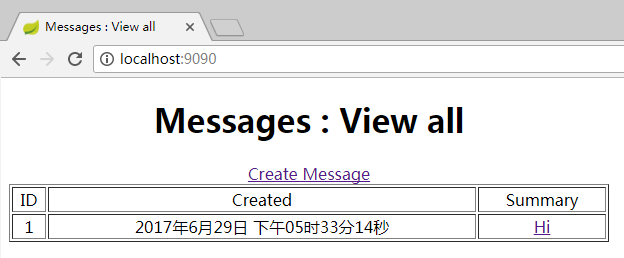 Messages : View all
localhost:9090
Messages : View all
Create Message
ID Created Summary
1 2017年6月29日 下午05时33分14秒 Hi